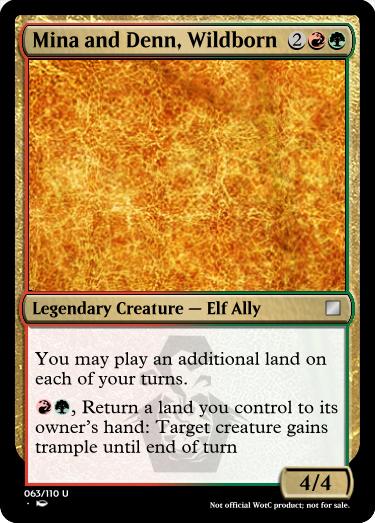 Mina and Denn, Wildborn 2
Legendary Creature — Elf Ally
You may play an additional land on
each of your turns.
, Return a land you control to its
owner's hand: Target creature gains
trample until end of turn
4/4
063/110 U
Not official WotC product; not for sale.